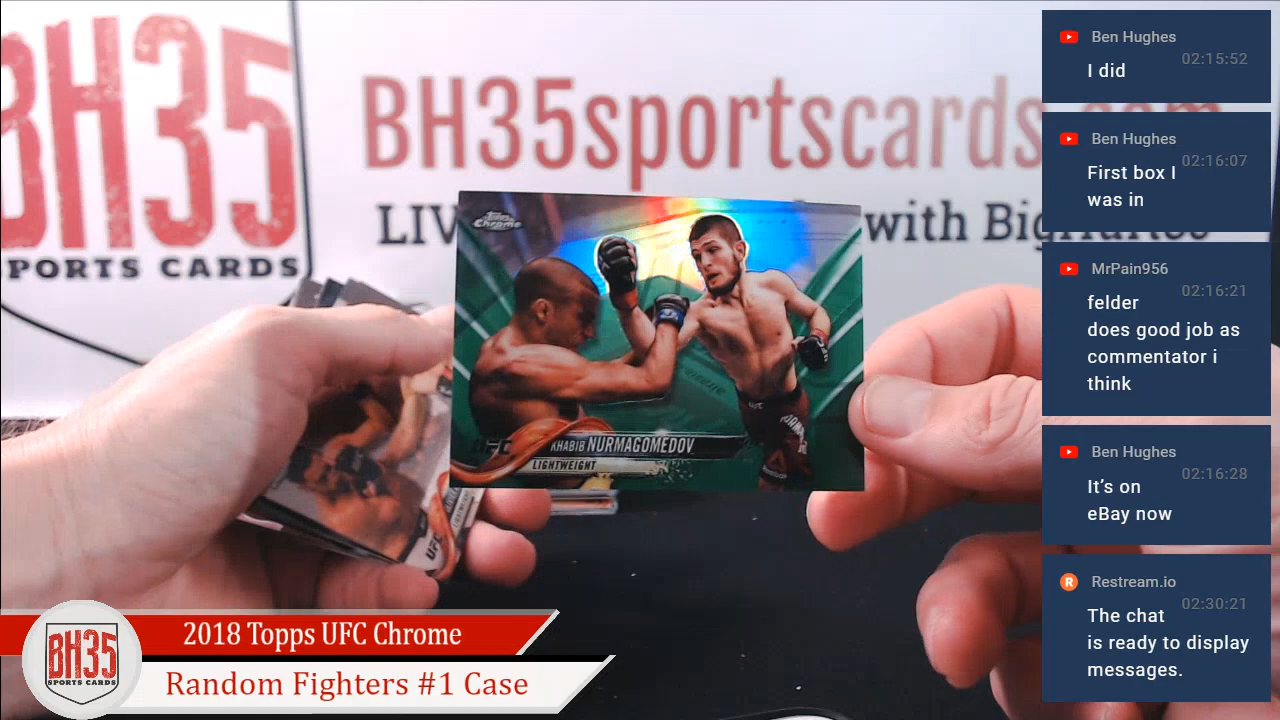 BH35
SPORTS CARDS
BH35sportscards.com
LIV
with Big
Topps
Chrome
UFC
KHABIB NURMAGOMEDOV
LIGHTWEIGHT
UFC
2018 Topps UFC Chrome
Random Fighters #1 Case
BH35
SPORTS CARDS
Ben Hughes
02:15:52
I did
Ben Hughes
02:16:07
First box I
was in
MrPain956
02:16:21
felder
does good job as
commentator i
think
Ben Hughes
02:16:28
It’s on
eBay now
R
Restream.io
02:30:21
The chat
is ready to display
messages.